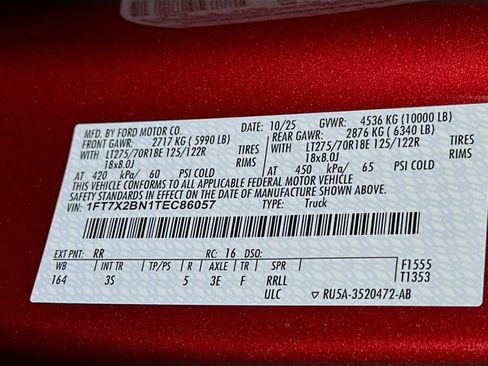 MFD. BY FORD MOTOR CO. DATE: 10/25 GVWR: 4536 KG (10000 LB)
FRONT GAWR: 2717 KG ( 5990 LB) REAR GAWR: 2876 KG ( 6340 LB)
WITH LT275/70R18E 125/122R TIRES WITH LT275/70R18E 125/122R TIRES
18x8.0J RIMS 18x8.0J RIMS
AT 420 kPa/ 60 PSI COLD AT 450 kPa/ 65 PSI COLD
THIS VEHICLE CONFORMS TO ALL APPLICABLE FEDERAL MOTOR VEHICLE
SAFETY STANDARDS IN EFFECT ON THE DATE OF MANUFACTURE SHOWN ABOVE.
VIN: 1FT7X2BN1TEC86057 TYPE: Truck
EXT PNT: RR RC: 16 DSO:
WB INT TR TP/PS R AXLE TR SPR F1555
164 3S 5 3E F RRLL T1353
ULC ▽ RU5A-3520472-AB